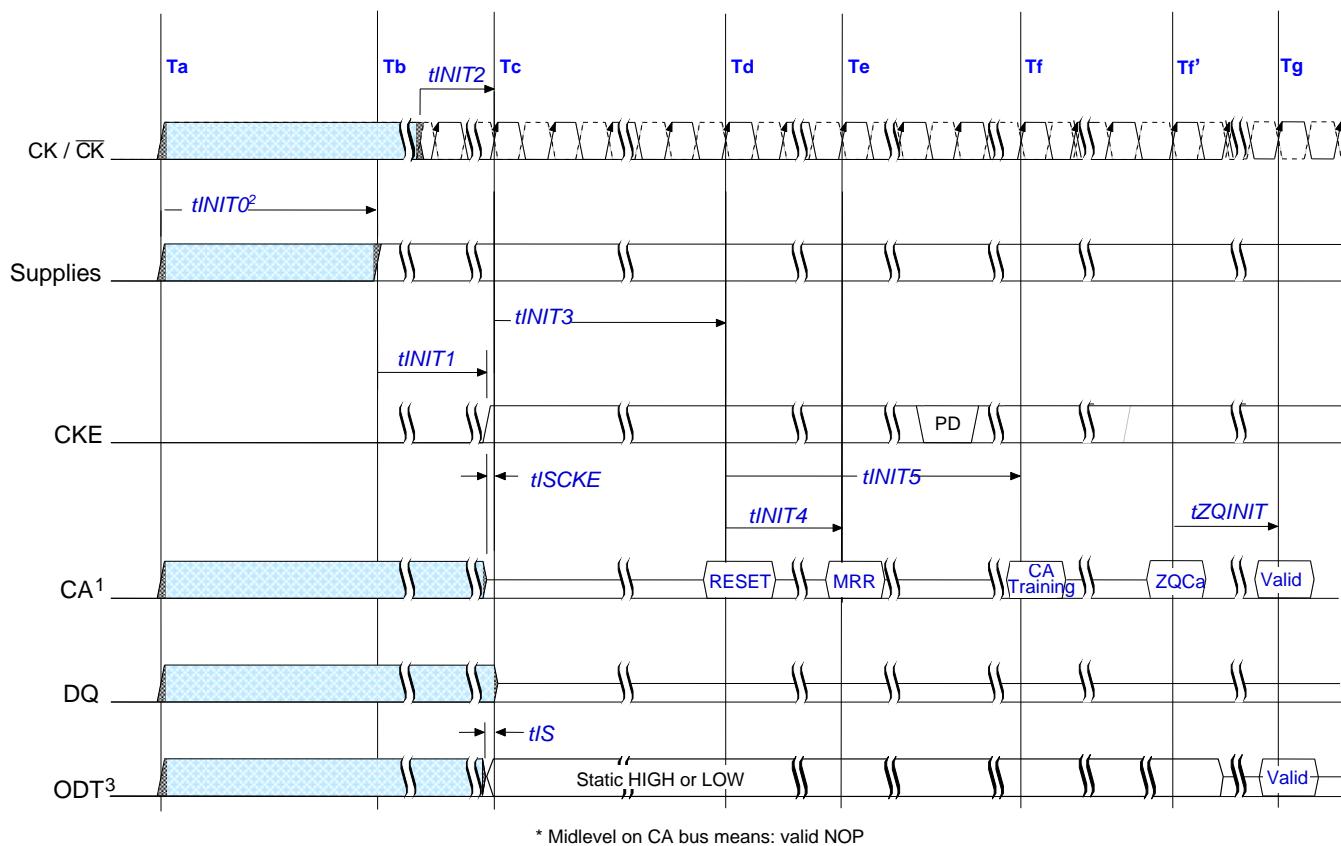 Ta Tb Tc Td Te Tf Tf' Tg
tINIT2
CK / CK
tINIT0²
Supplies
tINIT3
tINIT1
CKE PD
tISCKE tINIT5
tINIT4 tZQINIT
CA¹ RESET MRR CA Training ZQCa Valid
DQ
tIS
ODT³ Static HIGH or LOW Valid
* Midlevel on CA bus means: valid NOP